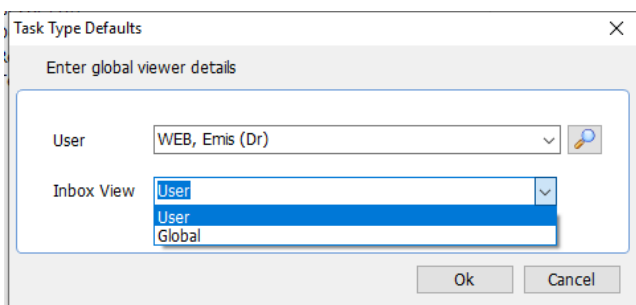 Task Type Defaults
Enter global viewer details
User WEB, Emis (Dr)
Inbox View User
User
Global
Ok Cancel